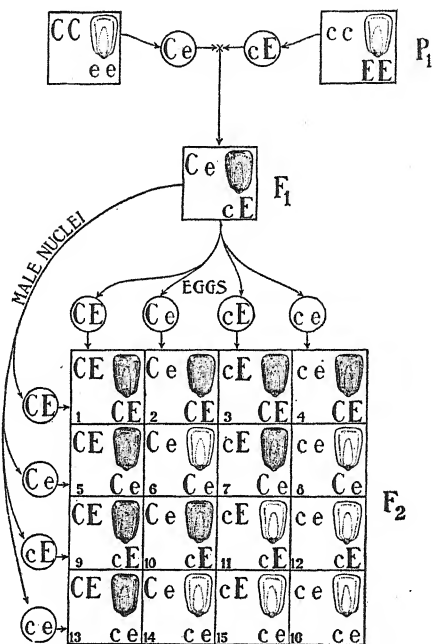 CC
ee
Ce
cE
cc
EE
P1
Ce
cE
F1
MALE NUCLEI
EGGS
CE Ce cE ce
CE
CE Ce cE ce
1 CE 2 CE 3 CE 4 CE
Ce
CE Ce cE ce
5 Ce 6 Ce 7 Ce 8 Ce
F2
cE
CE Ce cE ce
9 cE 10 cE 11 cE 12 cE
ce
CE Ce cE ce
13 ce 14 ce 15 ce 16 ce